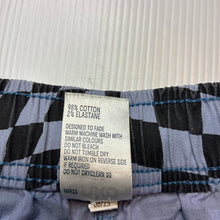 98% COTTON
2% ELASTANE
DESIGNED TO FADE
WARM MACHINE WASH WITH
SIMILAR COLOURS
DO NOT BLEACH
DO NOT TUMBLE DRY
WARM IRON ON REVERSE SIDE
IF REQUIRED
DO NOT DRYCLEAN